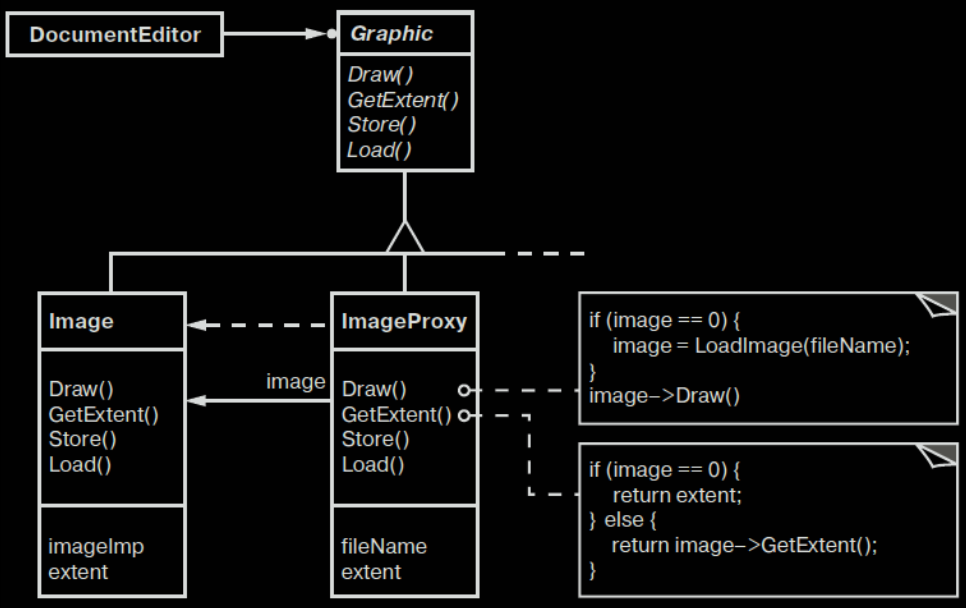 DocumentEditor
Graphic
Draw()
GetExtent()
Store()
Load()
Image
Draw()
GetExtent()
Store()
Load()
imageImp
extent
image
ImageProxy
Draw()
GetExtent()
Store()
Load()
fileName
extent
if (image == 0) {
image = LoadImage(fileName);
}
image->Draw()
if (image == 0) {
return extent;
} else {
return image->GetExtent();
}